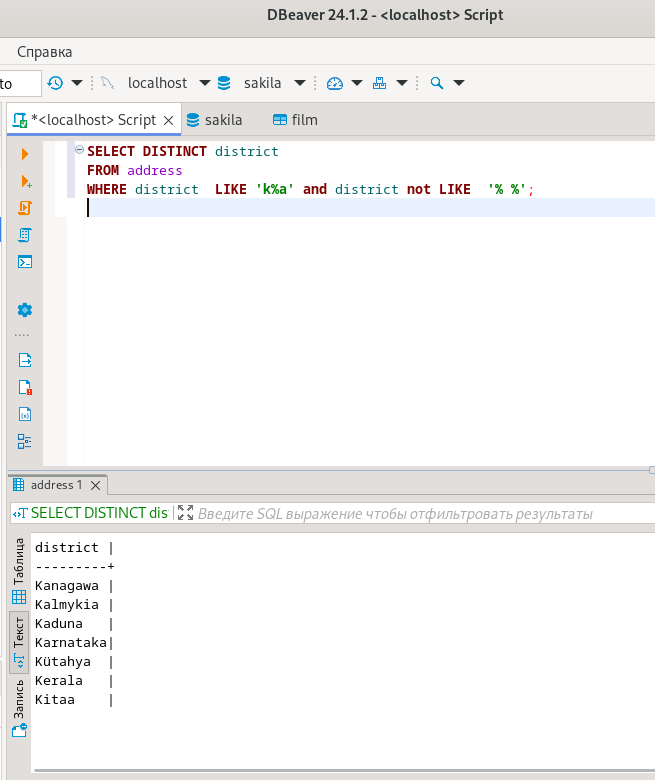 DBeaver 24.1.2 - <localhost> Script
Справка
to localhost sakila
*<localhost> Script sakila film
SELECT DISTINCT district
FROM address
WHERE district  LIKE 'k%a' and district not LIKE  '% %';
address 1
SELECT DISTINCT dis Введите SQL выражение чтобы отфильтровать результаты
Таблица
Текст
Запись
district |
---------+
Kanagawa |
Kalmykia |
Kaduna   |
Karnataka|
Kütahya  |
Kerala   |
Kitaa    |